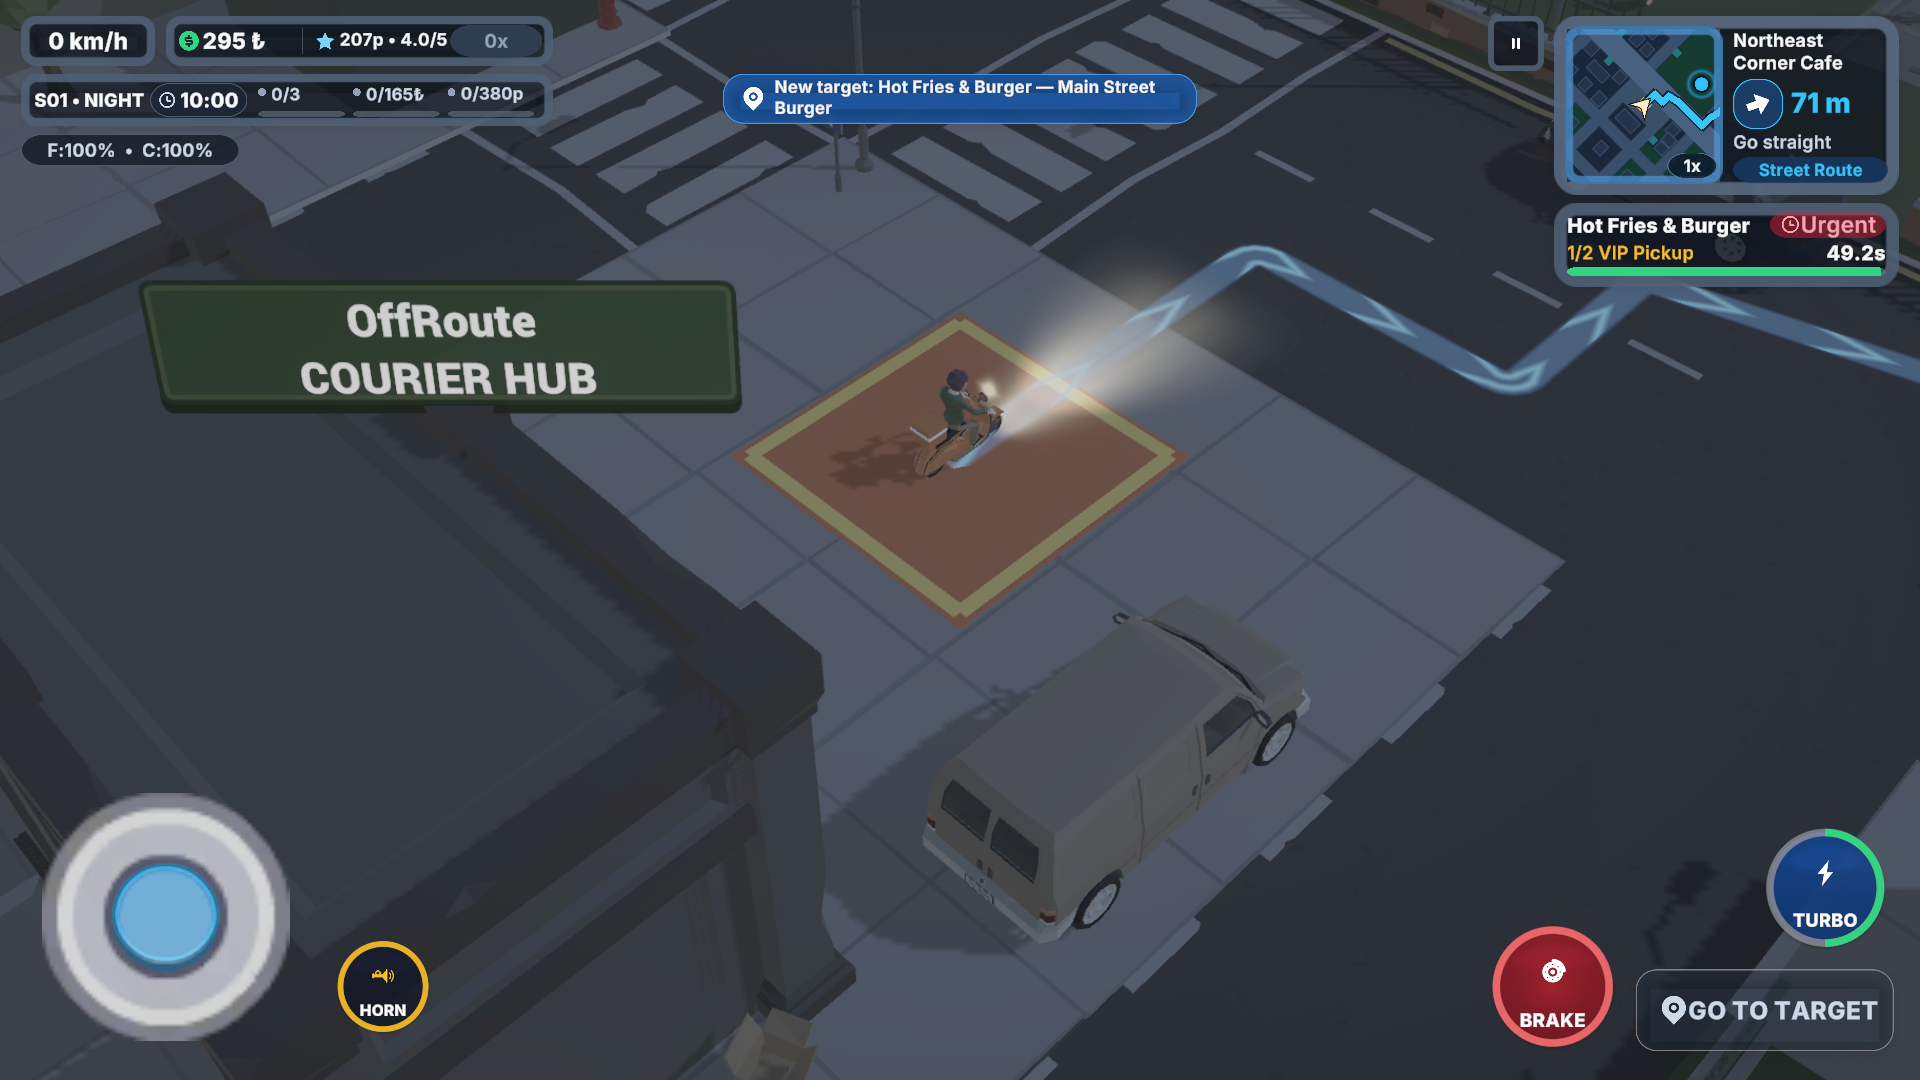 0 km/h
295 ₺
207p • 4.0/5
0x
S01 • NIGHT
10:00
0/3
0/165₺
0/380p
F:100% • C:100%
New target: Hot Fries & Burger — Main Street
Burger
Northeast
Corner Cafe
71 m
Go straight
Street Route
1x
Hot Fries & Burger
Urgent
1/2 VIP Pickup
49.2s
OffRoute
COURIER HUB
HORN
TURBO
BRAKE
GO TO TARGET